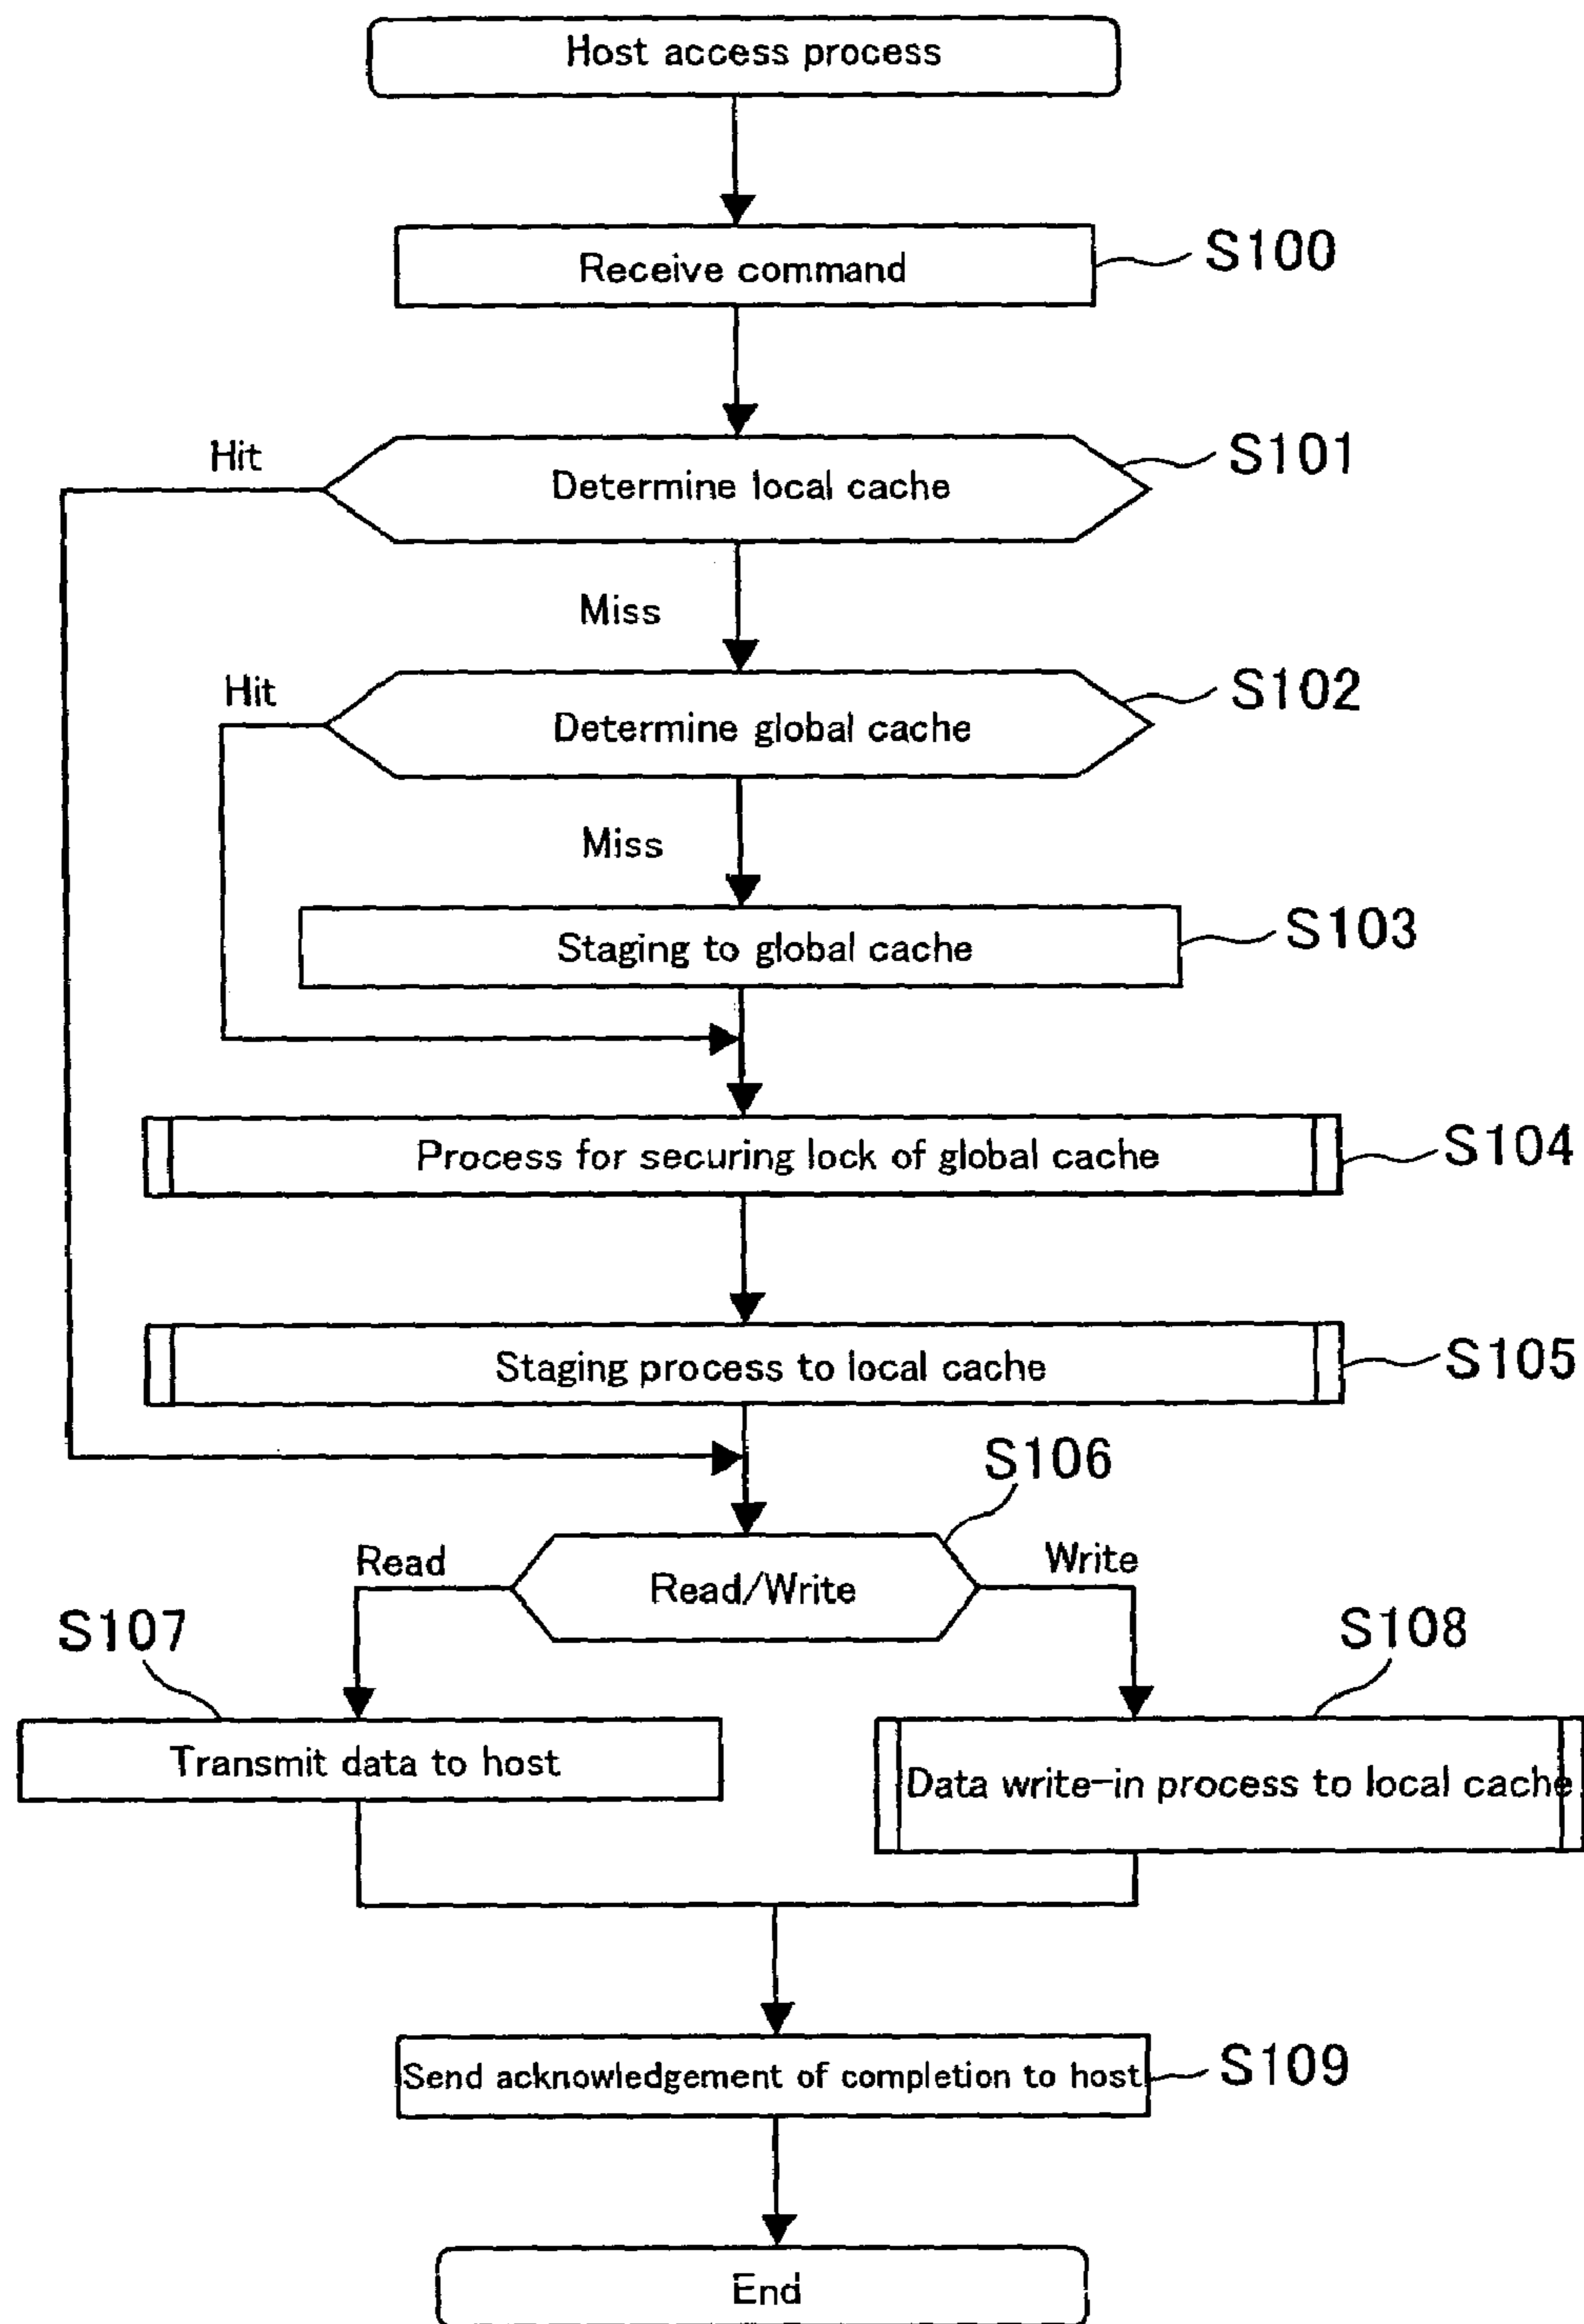 Host access process
Receive command
S100
Hit
Determine local cache
S101
Miss
Hit
Determine global cache
S102
Miss
Staging to global cache
S103
Process for securing lock of global cache
S104
Staging process to local cache
S105
S106
Read
Read/Write
Write
S107
S108
Transmit data to host
Data write-in process to local cache
Send acknowledgement of completion to host
S109
End